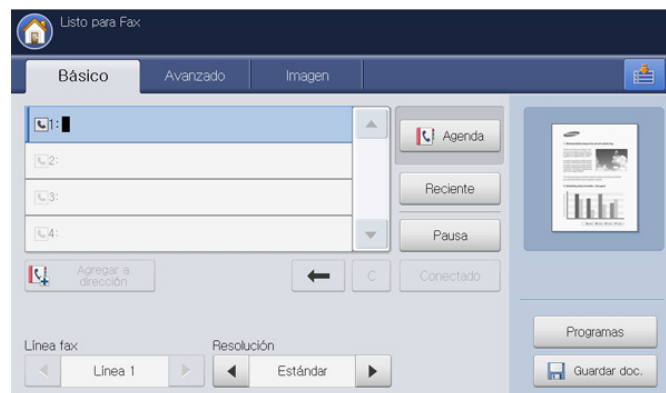 Listo para Fax
Básico
Avanzado
Imagen
1:
2:
3:
4:
Agenda
Reciente
Pausa
Agregar a
dirección
C
Conectado
Línea fax
Línea 1
Resolución
Estándar
Programas
Guardar doc.